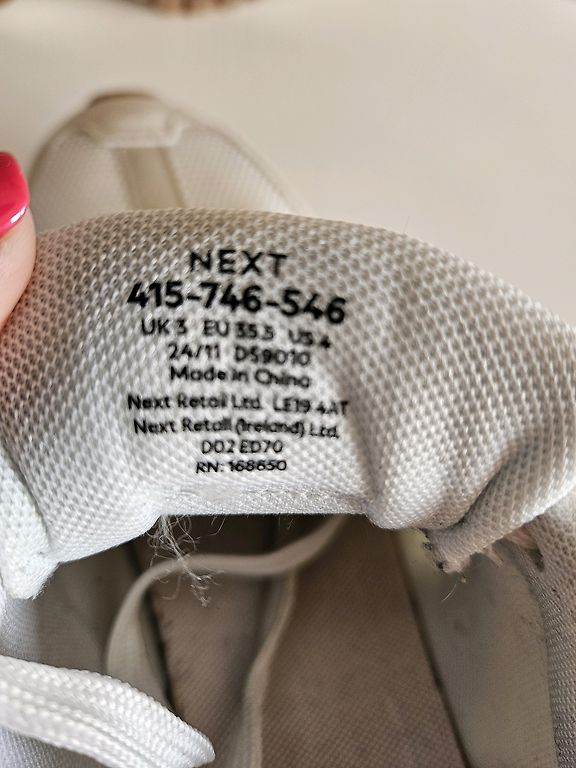 NEXT
415-746-546
UK 3 EU 35.5 US 4
24/11 DS9010
Made in China
Next Retail Ltd. LE19 4AT
Next Retail (Ireland) Ltd.
D02 ED70
RN: 168650